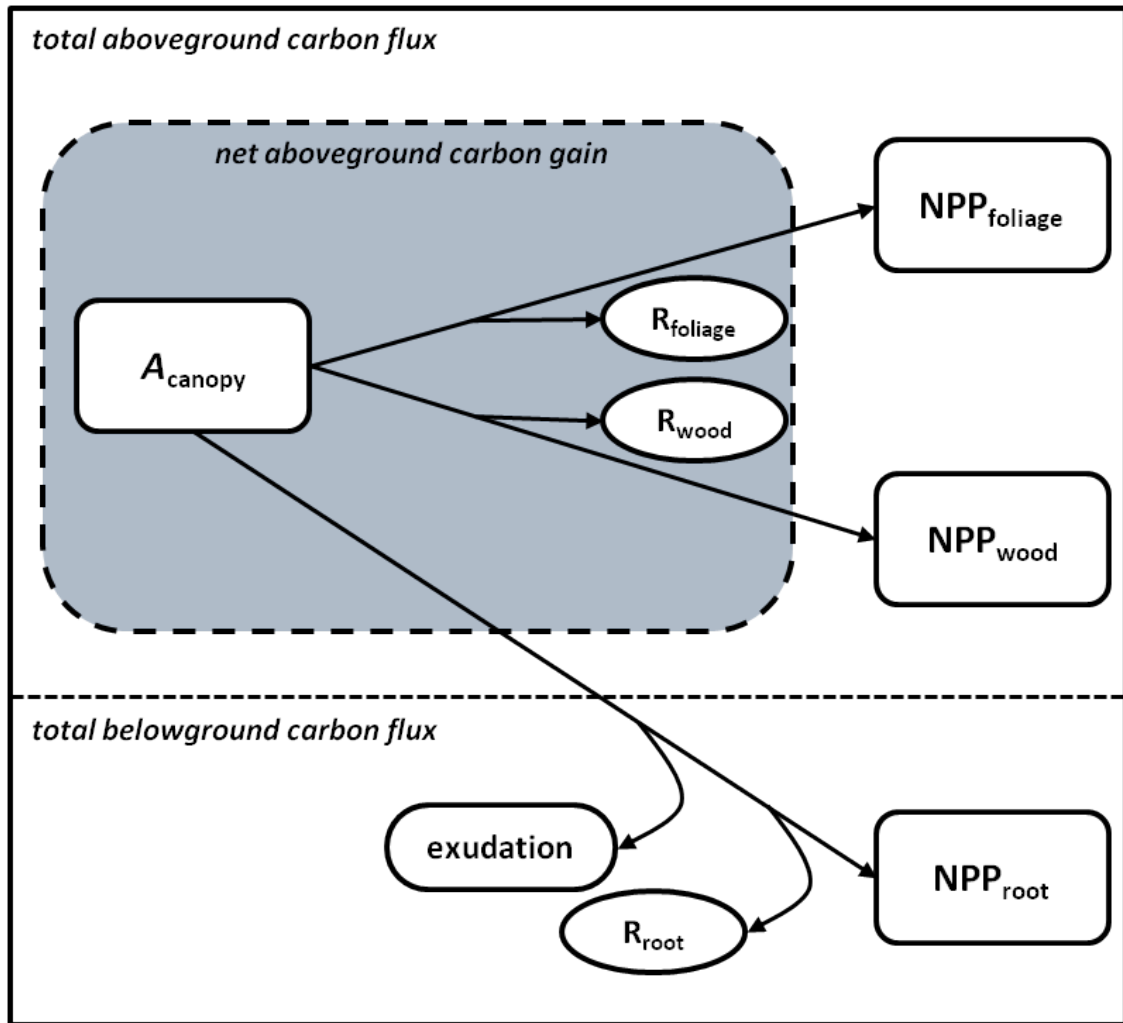 total aboveground carbon flux
net aboveground carbon gain
NPPfoliage
Rfoliage
Acanopy
Rwood
NPPwood
total belowground carbon flux
exudation
NPProot
Rroot